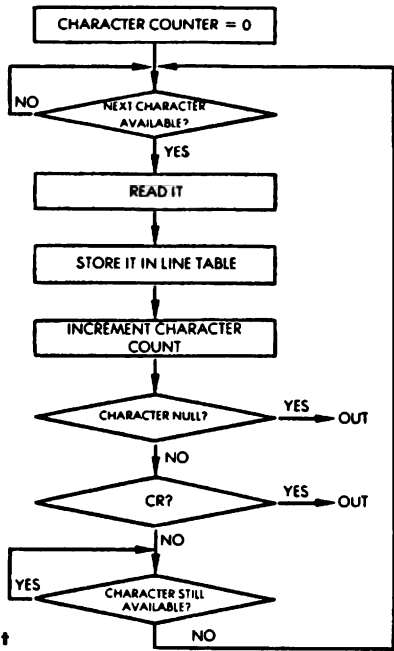 CHARACTER COUNTER = 0
NO
NEXT CHARACTER
AVAILABLE?
YES
READ IT
STORE IT IN LINE TABLE
INCREMENT CHARACTER
COUNT
CHARACTER NULL?
YES
OUT
NO
CR?
YES
OUT
NO
YES
CHARACTER STILL
AVAILABLE?
t
NO